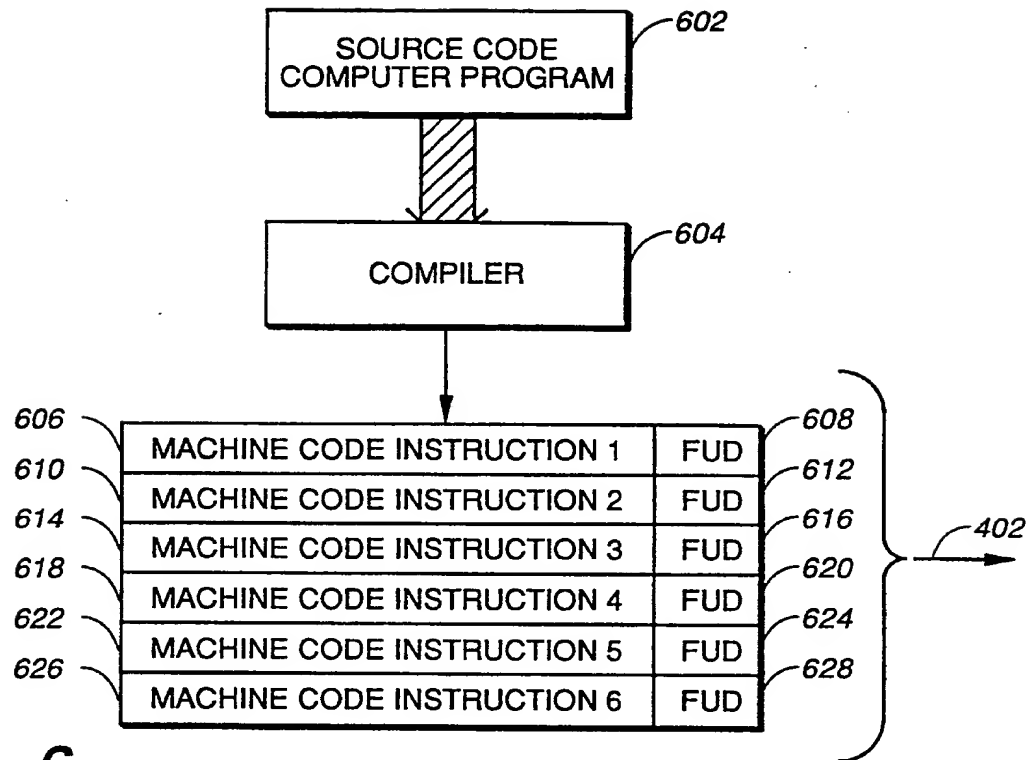 SOURCE CODE
COMPUTER PROGRAM
602
COMPILER
604
606 MACHINE CODE INSTRUCTION 1 FUD 608
610 MACHINE CODE INSTRUCTION 2 FUD 612
614 MACHINE CODE INSTRUCTION 3 FUD 616
618 MACHINE CODE INSTRUCTION 4 FUD 620
622 MACHINE CODE INSTRUCTION 5 FUD 624
626 MACHINE CODE INSTRUCTION 6 FUD 628
402